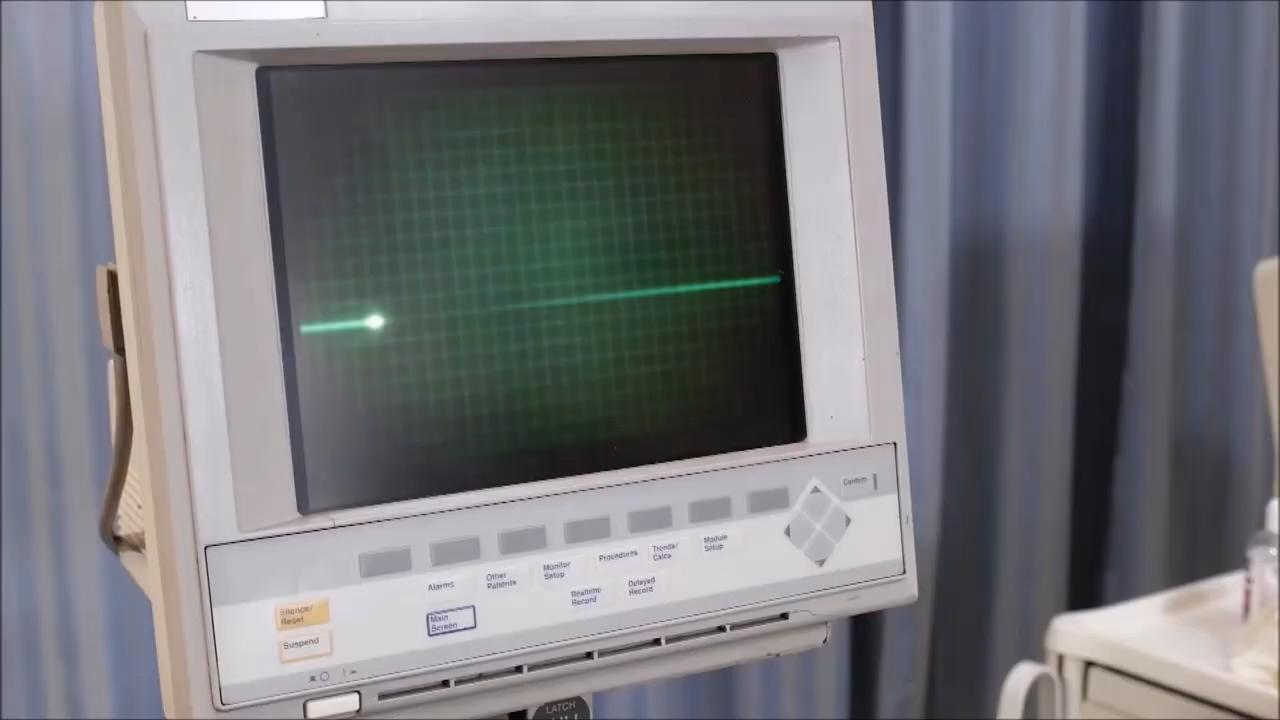 Confirm
Alarms
Other
Patients
Monitor
Setup
Procedures
Trends/
Calcs
Module
Setup
Realtime
Record
Delayed
Record
Silence/
Reset
Main
Screen
Suspend
LATCH